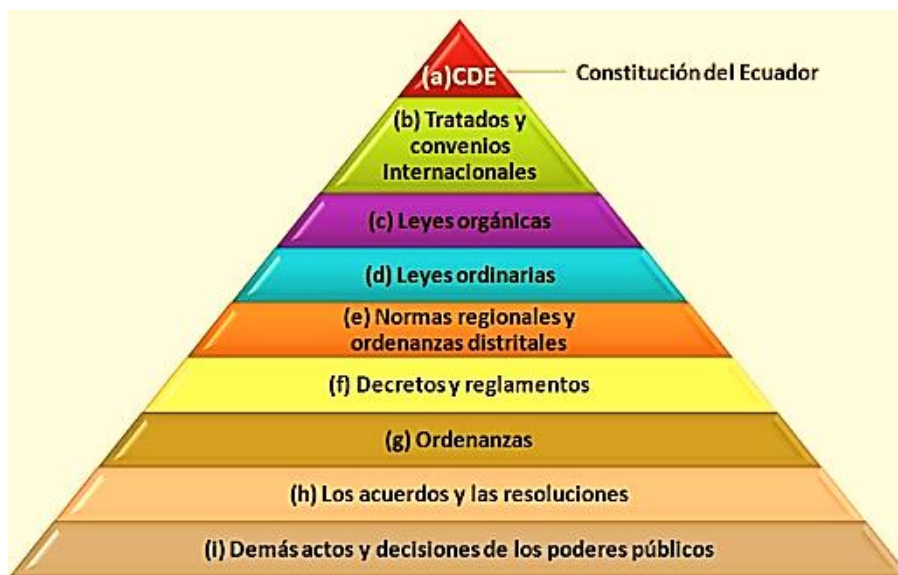 (a)CDE
Constitución del Ecuador
(b) Tratados y
convenios
Internacionales
(c) Leyes orgánicas
(d) Leyes ordinarias
(e) Normas regionales y
ordenanzas distritales
(f) Decretos y reglamentos
(g) Ordenanzas
(h) Los acuerdos y las resoluciones
(i) Demás actos y decisiones de los poderes públicos